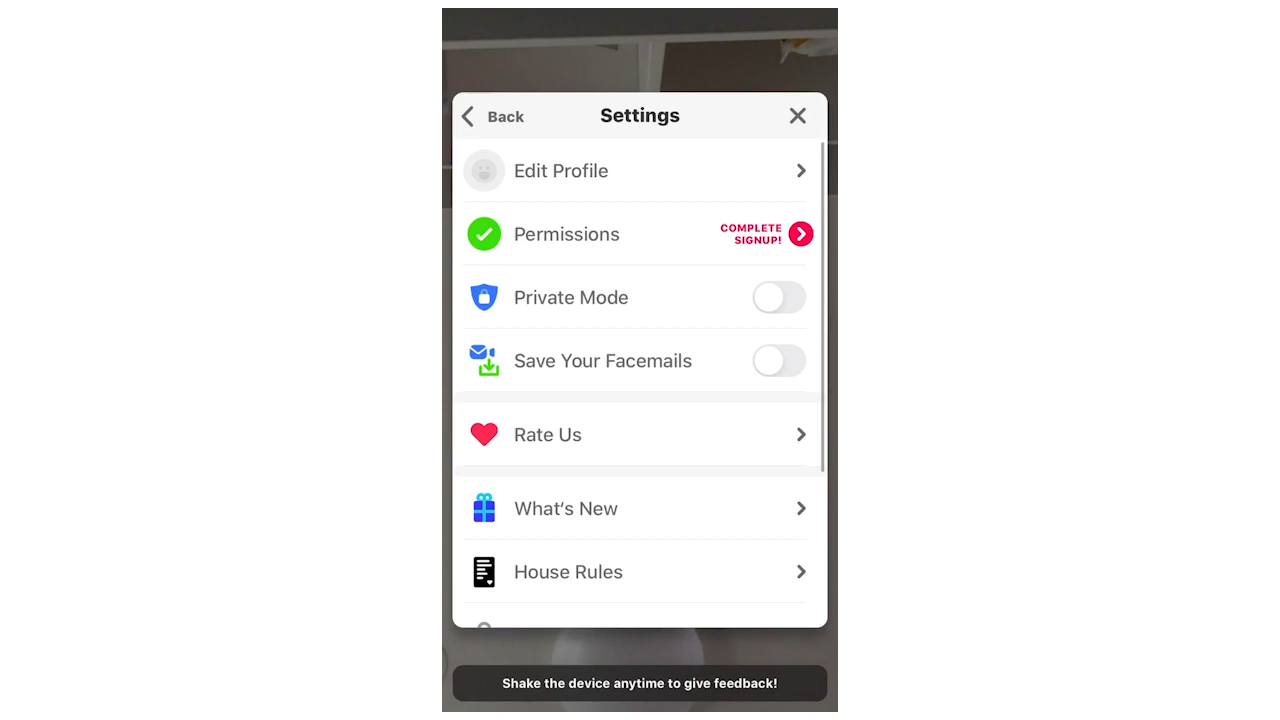 Back
Settings
Edit Profile
Permissions
COMPLETE
SIGNUP!
Private Mode
Save Your Facemails
Rate Us
What's New
House Rules
Shake the device anytime to give feedback!